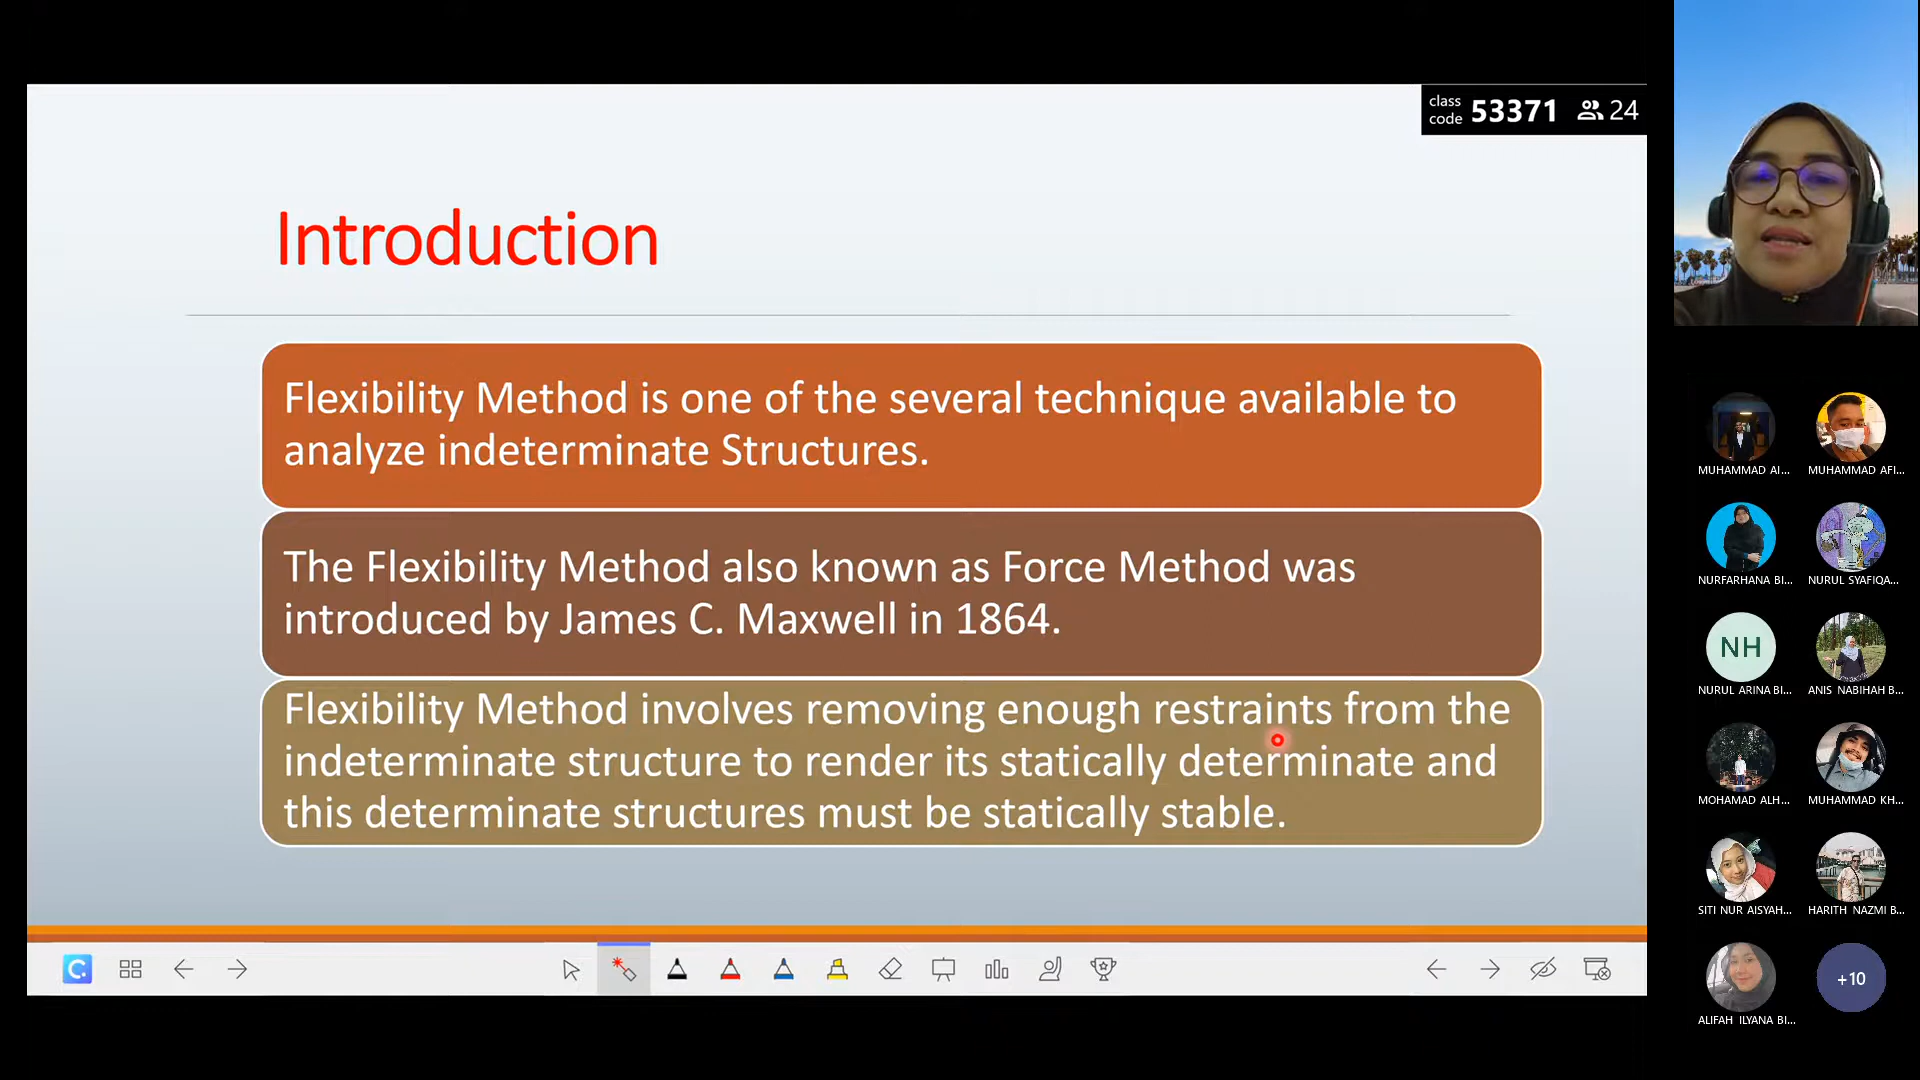 class
code 53371 24
Introduction
Flexibility Method is one of the several technique available to
analyze indeterminate Structures.
The Flexibility Method also known as Force Method was
introduced by James C. Maxwell in 1864.
Flexibility Method involves removing enough restraints from the
indeterminate structure to render its statically determinate and
this determinate structures must be statically stable.
C
MUHAMMAD AI...
MUHAMMAD AFI...
NURFARHANA BI...
NURUL SYAFIQA...
NH
NURUL ARINA BI...
ANIS NABIHAH B...
MOHAMAD ALH...
MUHAMMAD KH...
SITI NUR AISYAH...
HARITH NAZMI B...
ALIFAH ILYANA BI...
+10